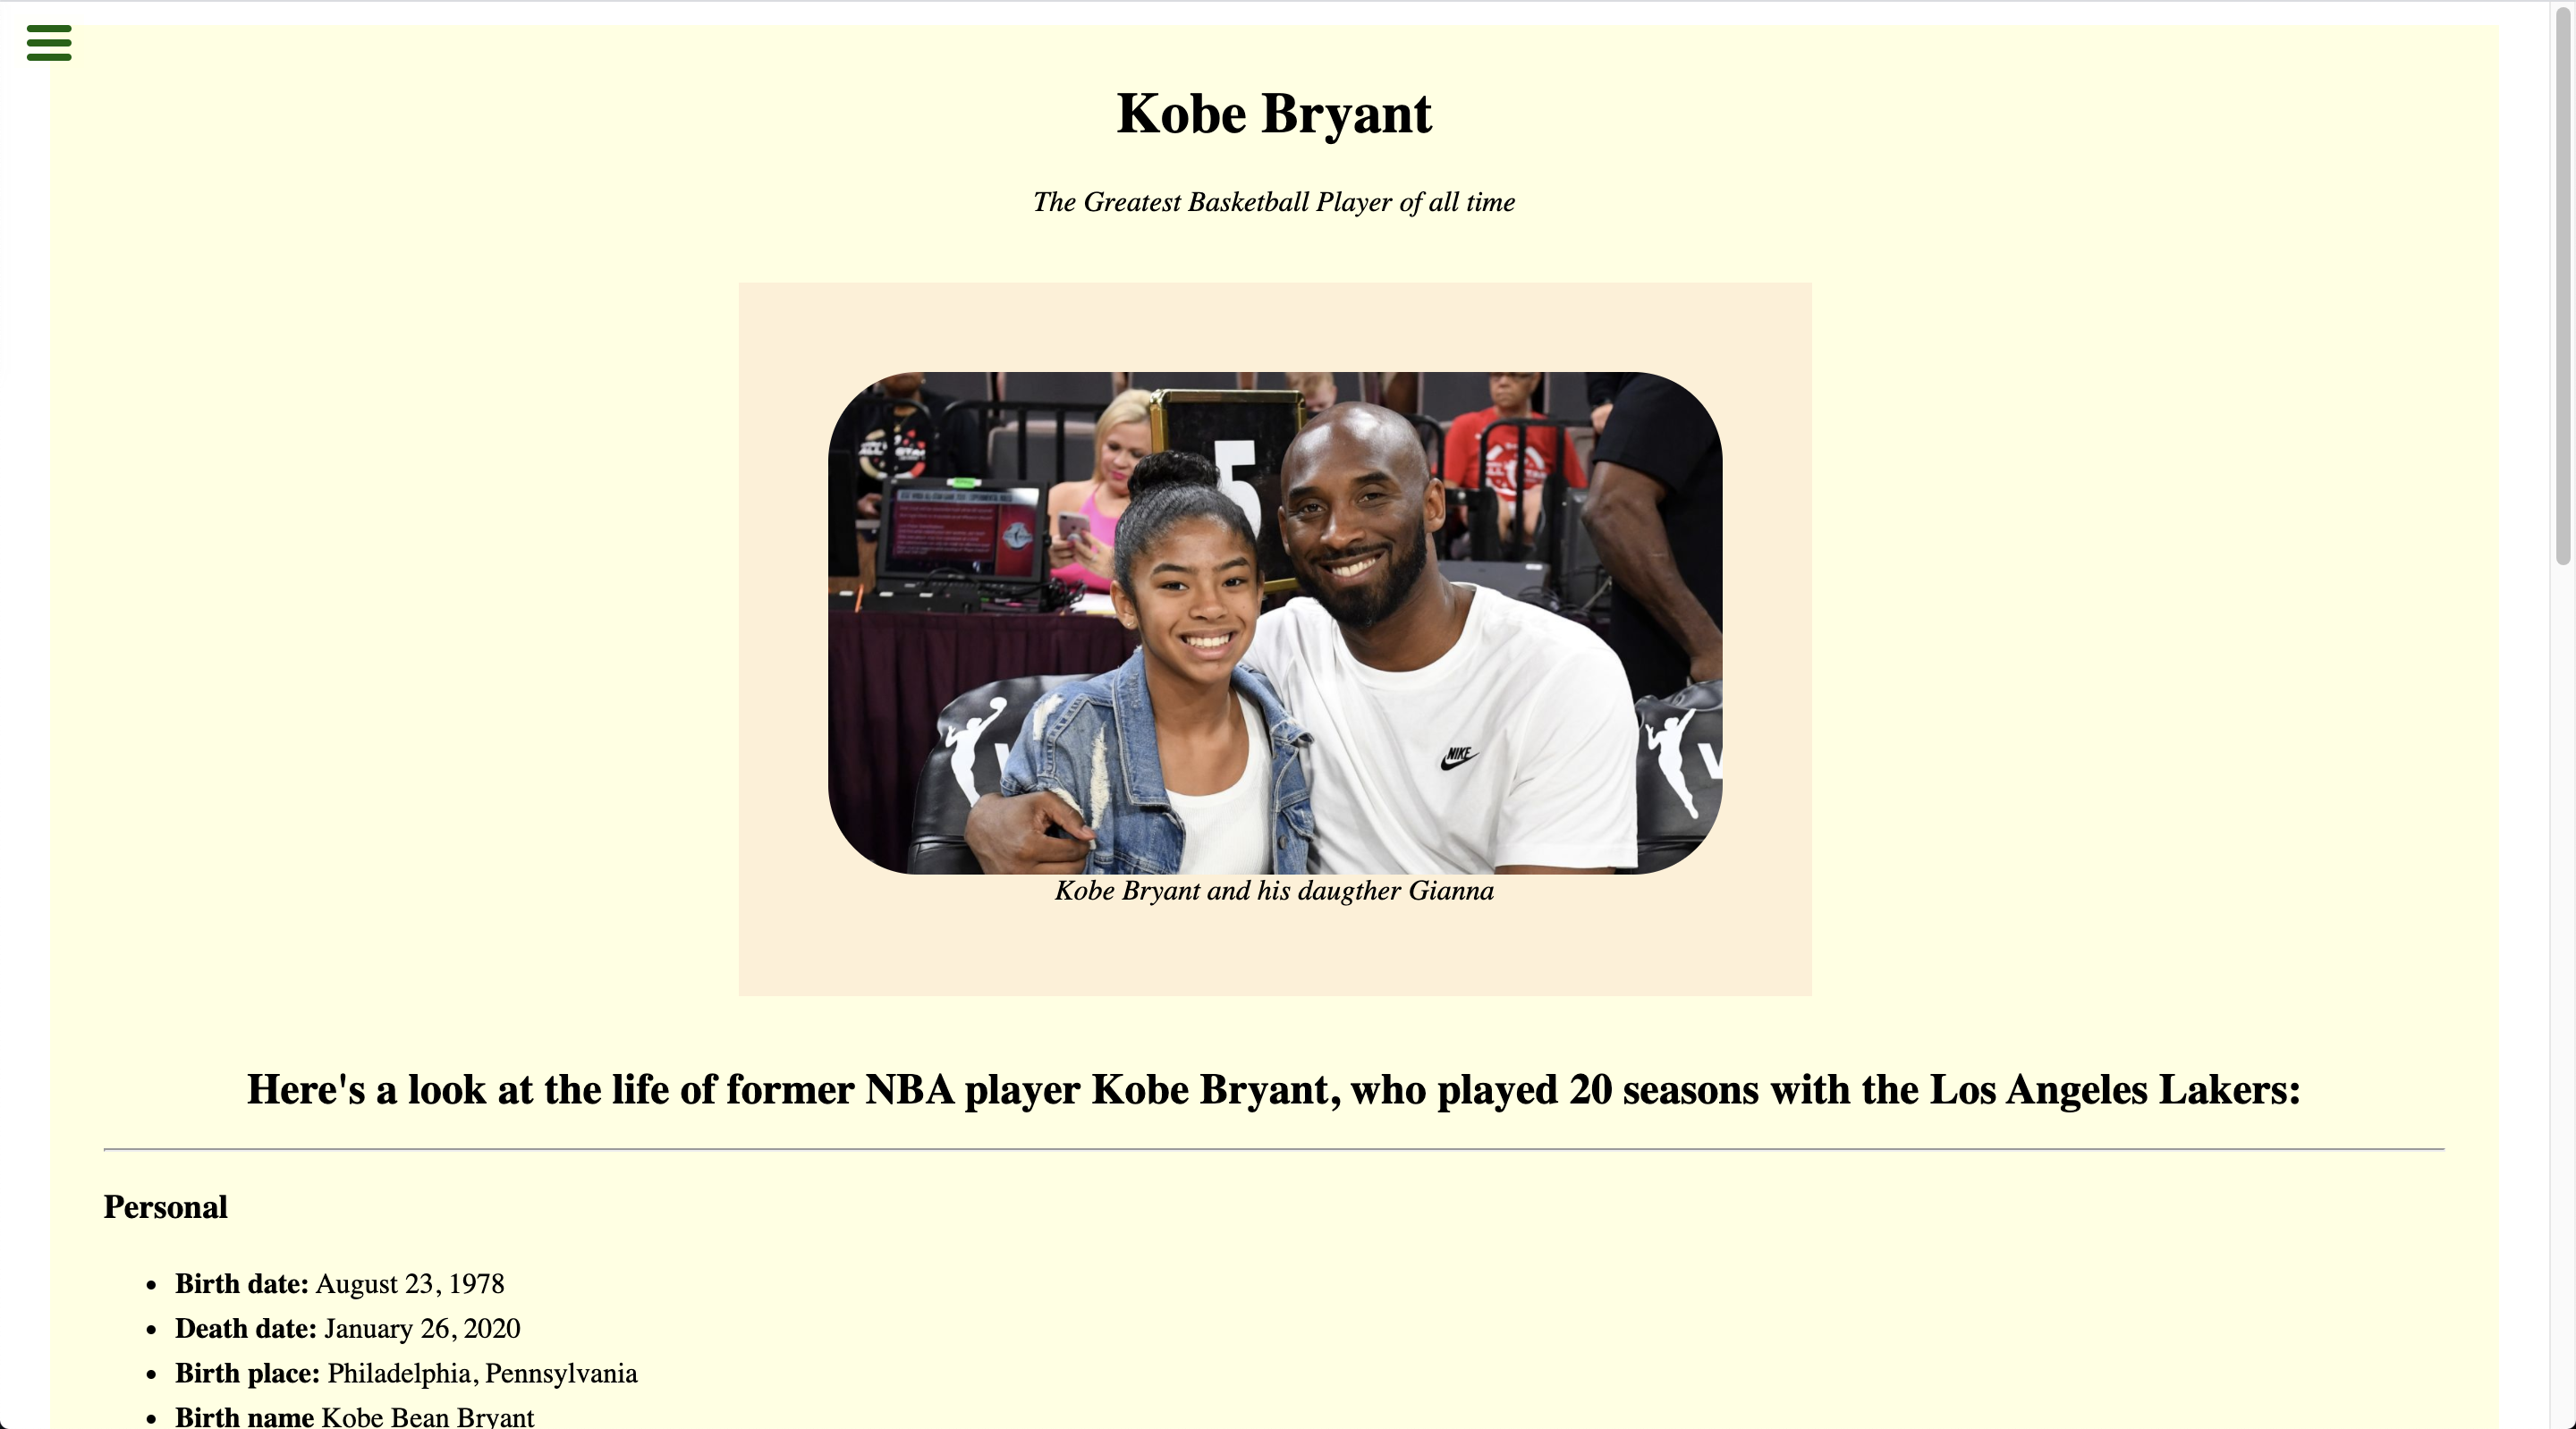 Kobe Bryant
The Greatest Basketball Player of all time
5
NIKE
Kobe Bryant and his daugther Gianna
Here's a look at the life of former NBA player Kobe Bryant, who played 20 seasons with the Los Angeles Lakers:
Personal
Birth date: August 23, 1978
Death date: January 26, 2020
Birth place: Philadelphia, Pennsylvania
Birth name Kobe Bean Bryant